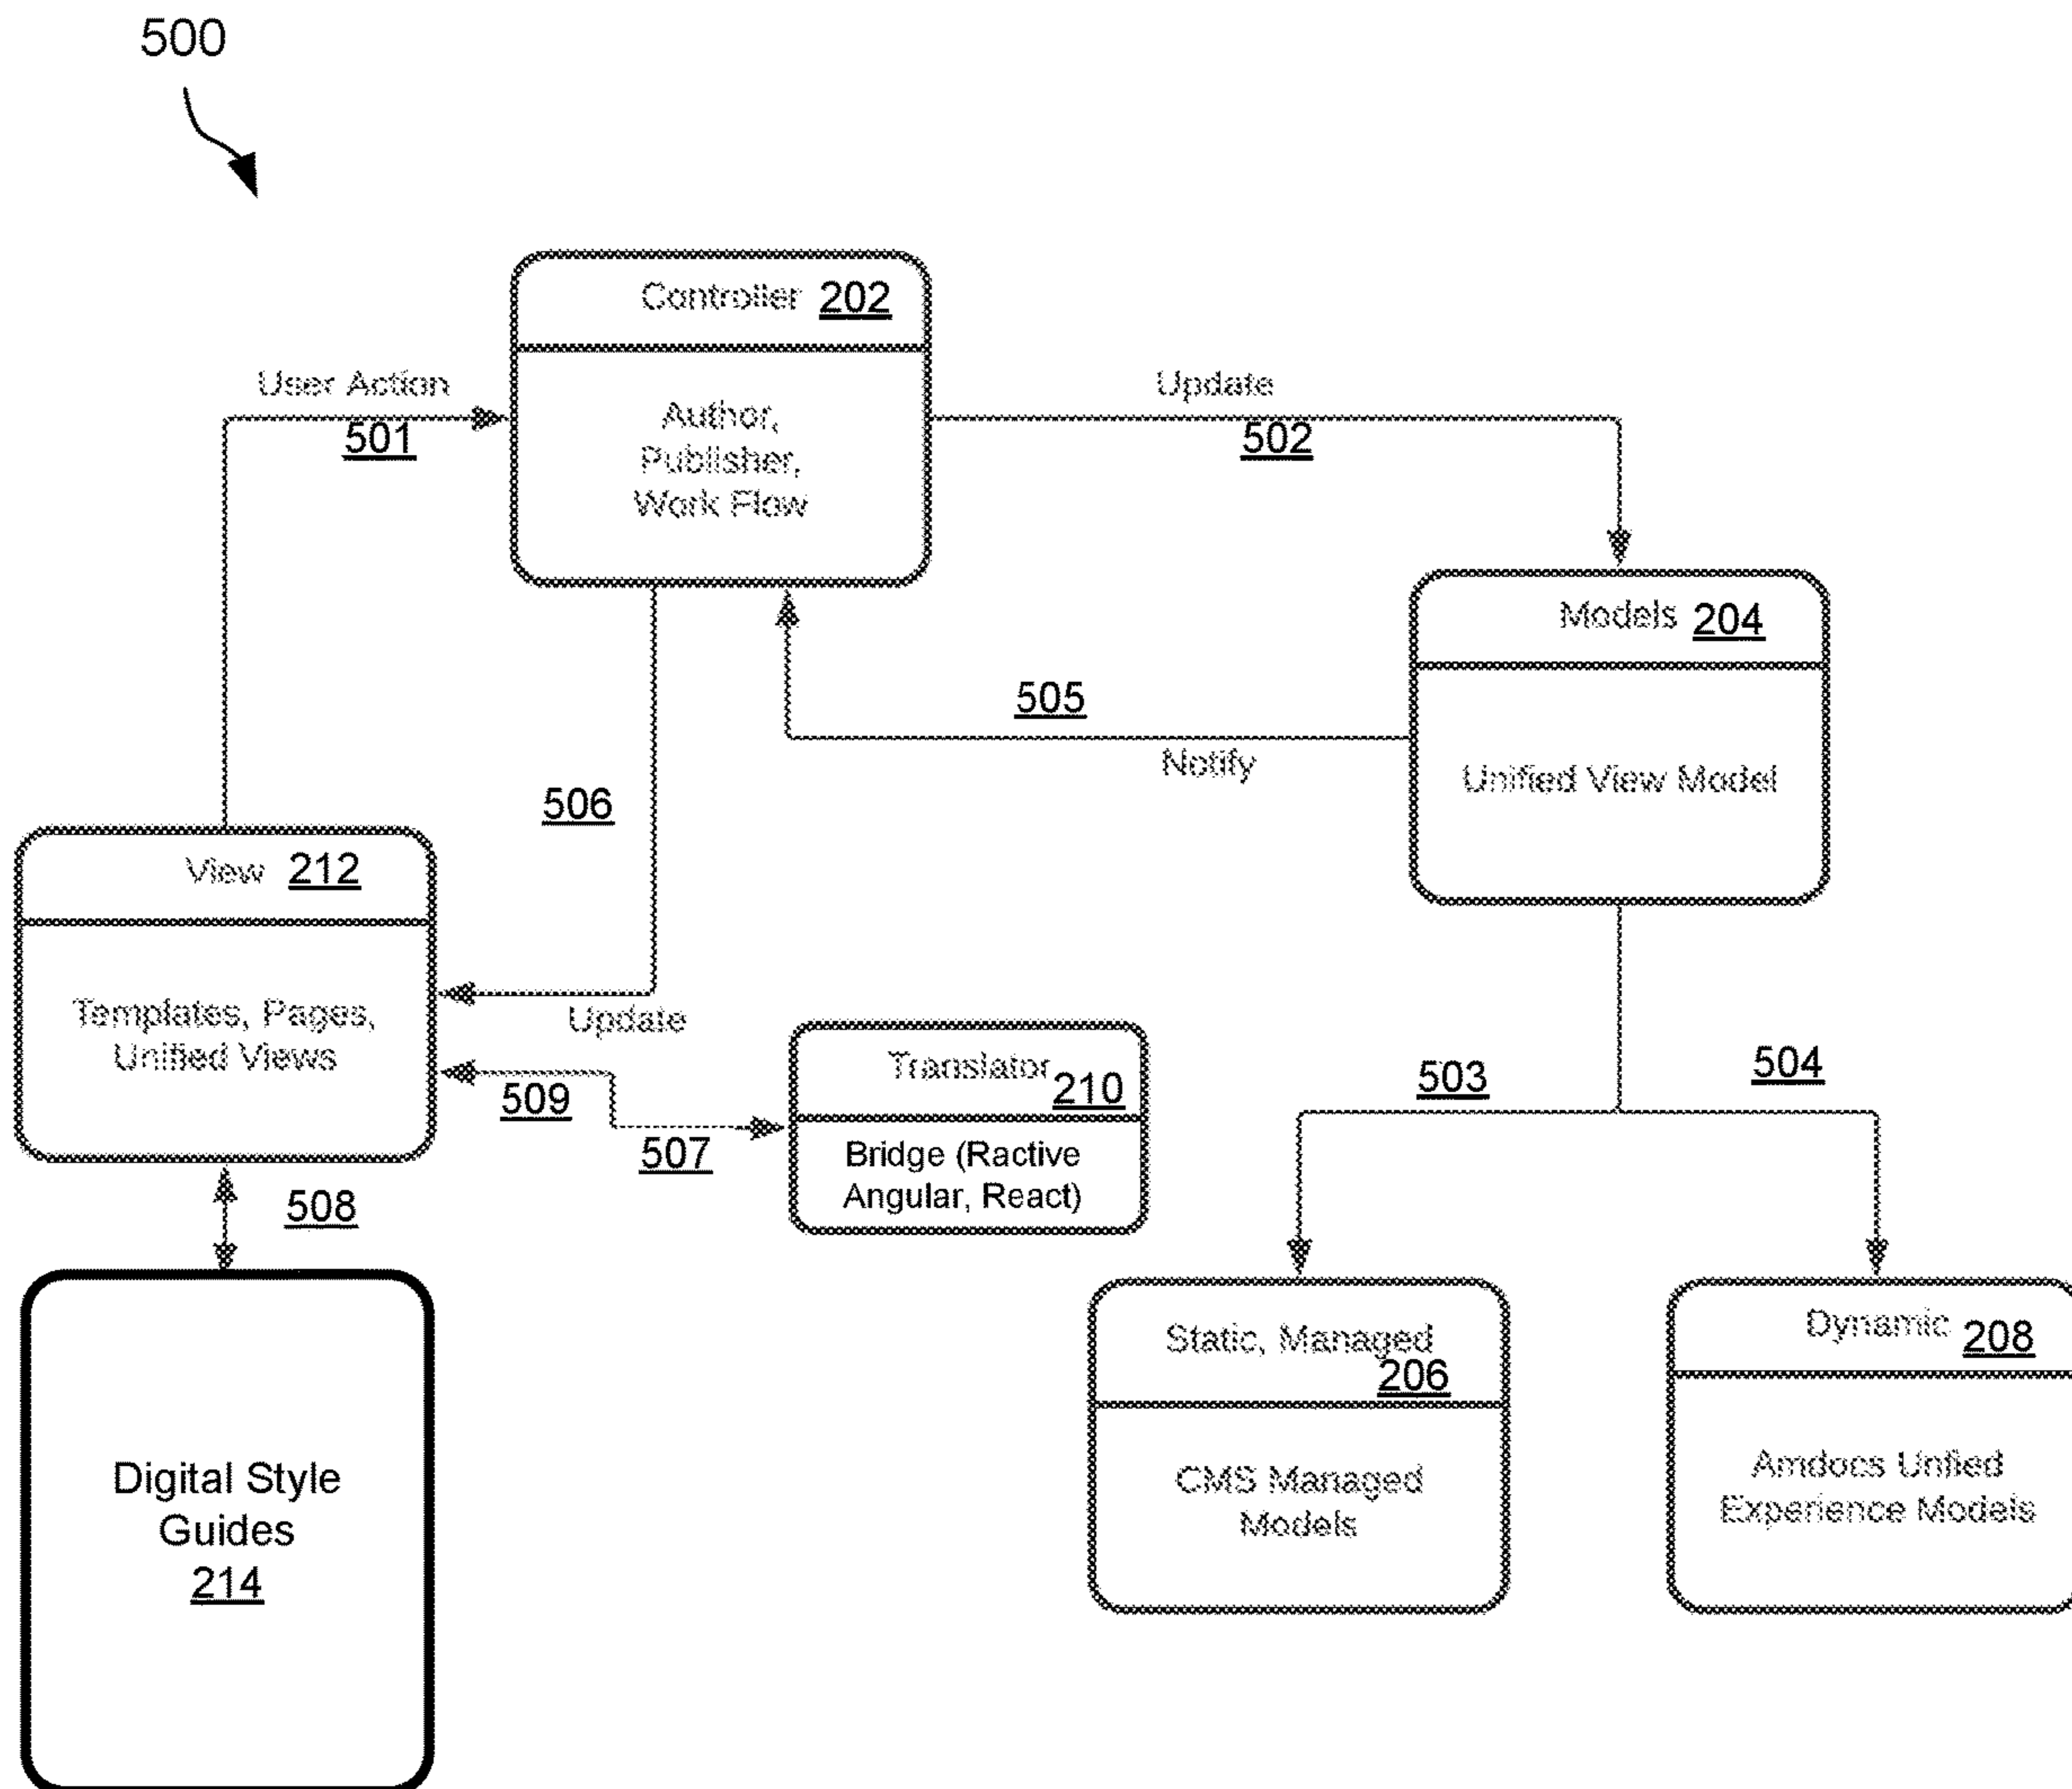 500
Controller 202
Author,
Publisher,
Work Flow
User Action
501
Update
502
Models 204
Unified View Model
505
Notify
506
Update
View 212
Templates, Pages,
Unified Views
509
507
Translator 210
Bridge (Ractive
Angular, React)
503
504
508
Digital Style
Guides
214
Static, Managed
206
CMS Managed
Models
Dynamic 208
Amdocs Unfied
Experience Models